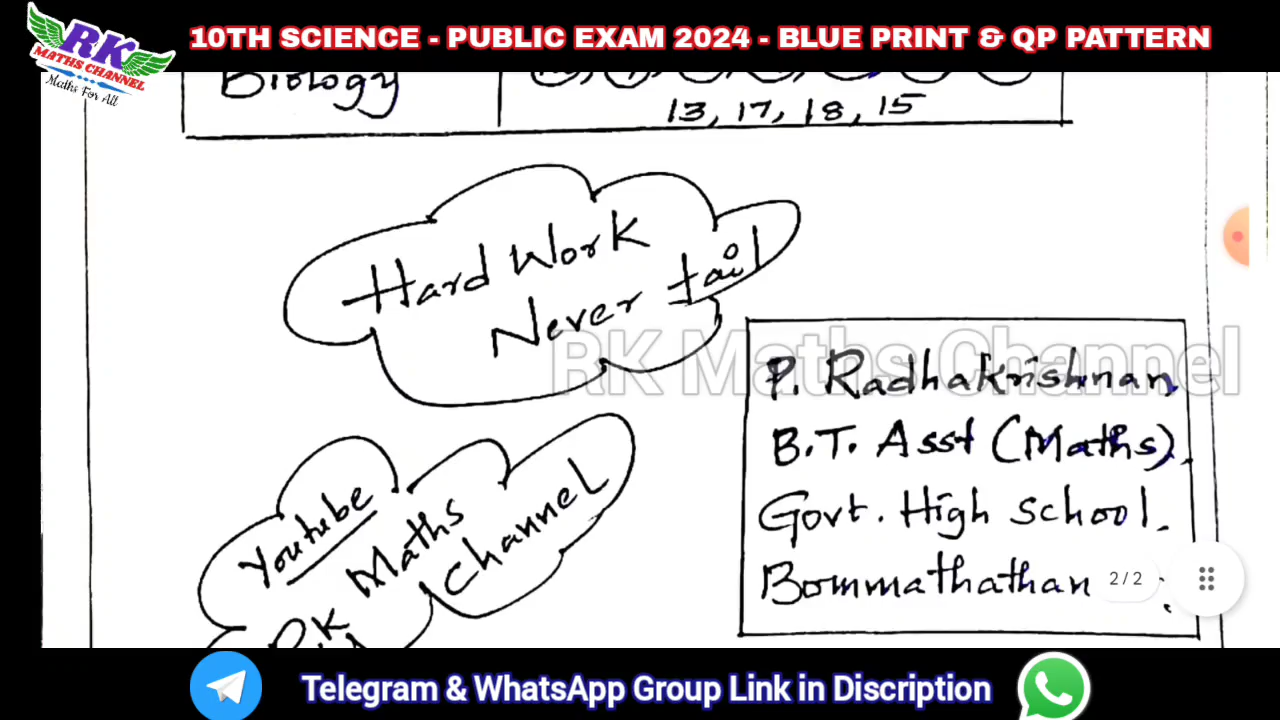 RK
MATHS CHANNEL
Maths For All
10TH SCIENCE - PUBLIC EXAM 2024 - BLUE PRINT & QP PATTERN
Biology
13, 17, 18, 15
Hard Work
Never fail
RK Maths Channel
P. Radhakrishnan
B.T. Asst (Maths).
Govt. High School.
Youtube
RK Maths
Channel
2/2
Telegram & WhatsApp Group Link in Discription